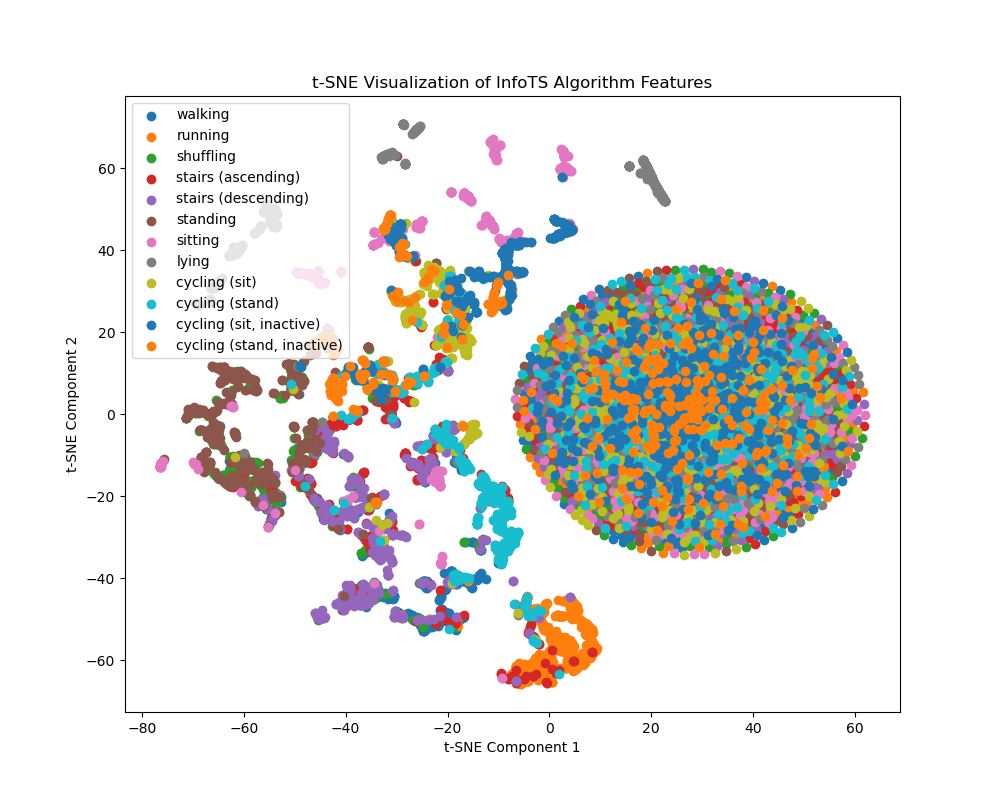 t-SNE Visualization of InfoTS Algorithm Features
walking
running
shuffling
stairs (ascending)
stairs (descending)
standing
sitting
lying
cycling (sit)
cycling (stand)
cycling (sit, inactive)
cycling (stand, inactive)
60
40
20
0
−20
−40
−60
t-SNE Component 2
−80 −60 −40 −20 0 20 40 60
t-SNE Component 1